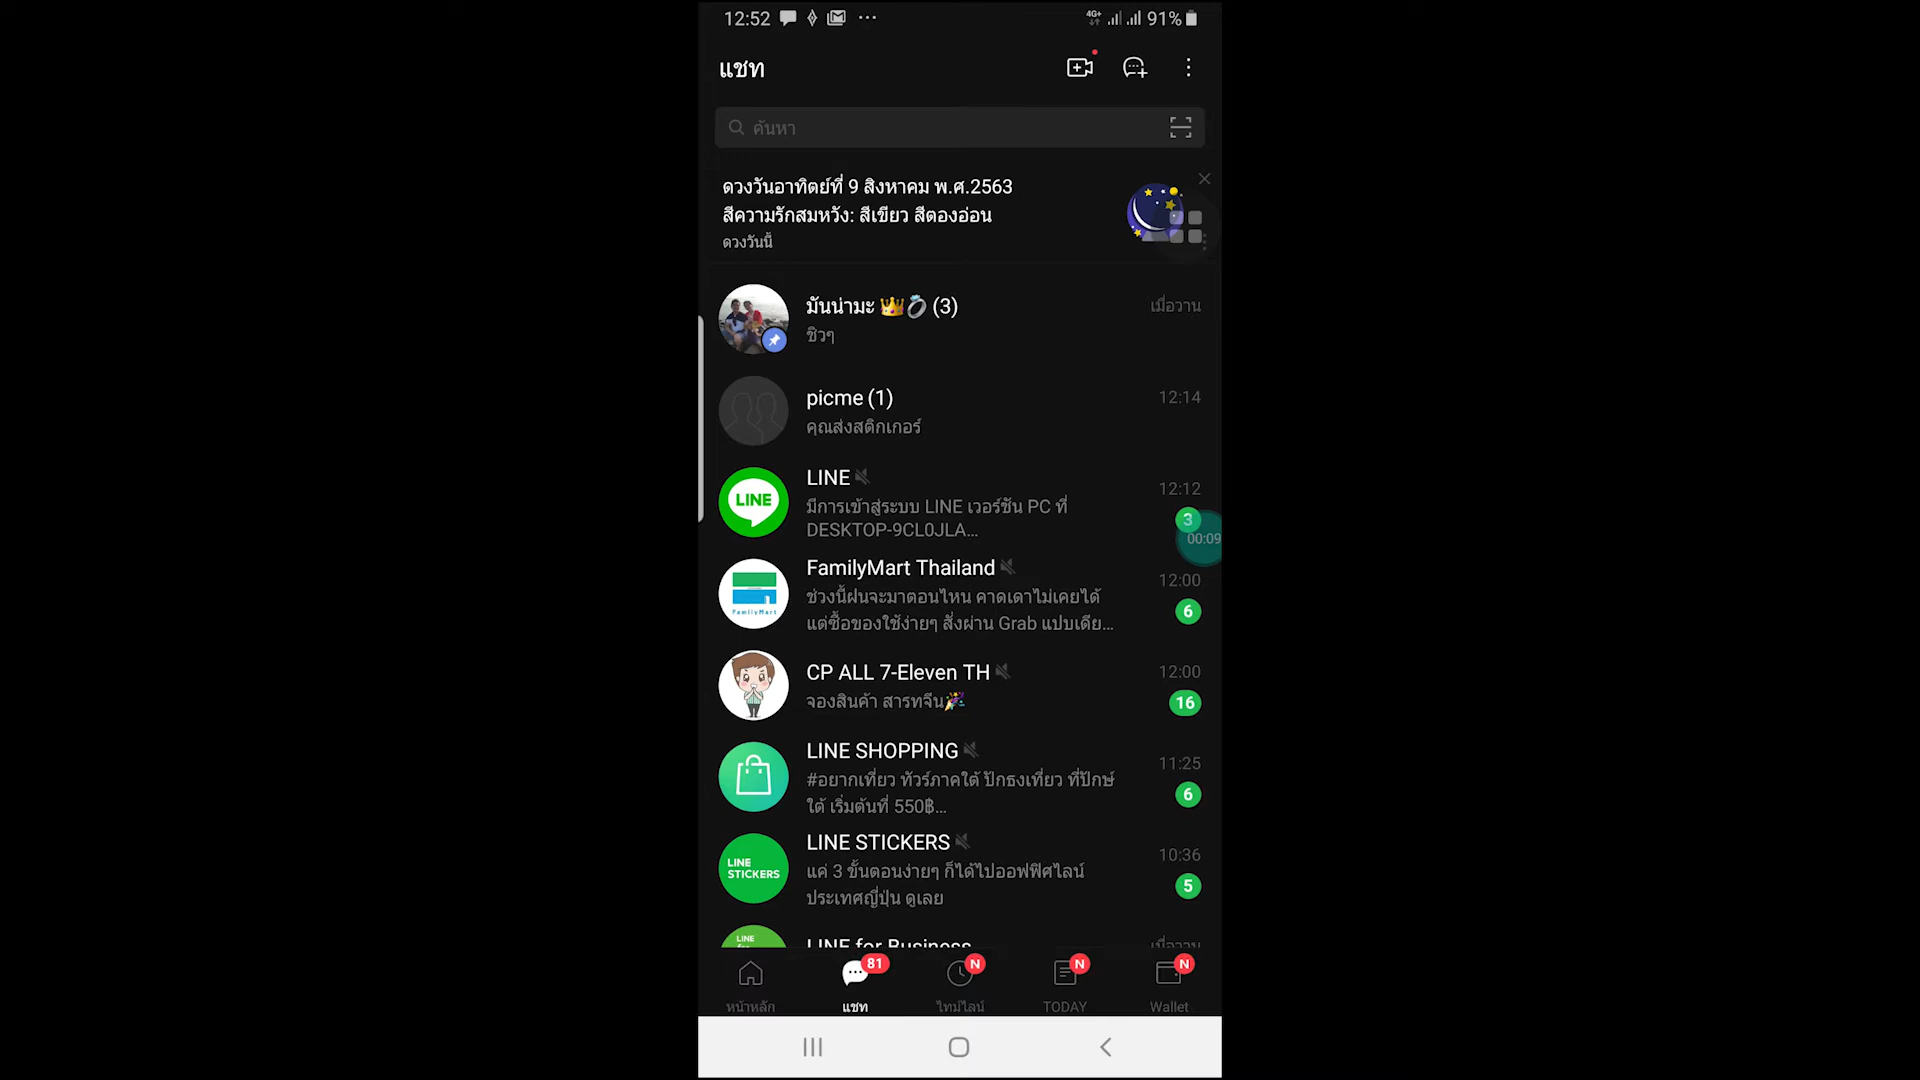 12:52
4G+
91%
แชท
ค้นหา
ดวงวันอาทิตย์ที่ 9 สิงหาคม พ.ศ.2563
สีความรักสมหวัง: สีเขียว สีตองอ่อน
ดวงวันนี้
มันน่ามะ 👑💍 (3)
เมื่อวาน
ชิวๆ
picme (1)
12:14
คุณส่งสติกเกอร์
LINE
LINE
12:12
มีการเข้าสู่ระบบ LINE เวอร์ชัน PC ที่
DESKTOP-9CL0JLA...
3
00:09
FamilyMart Thailand
12:00
FamilyMart
ช่วงนี้ฝนจะมาตอนไหน คาดเดาไม่เคยได้
แต่ซื้อของใช้ง่ายๆ สั่งผ่าน Grab แปบเดีย...
6
CP ALL 7-Eleven TH
12:00
จองสินค้า สารทจีน🎉
16
LINE SHOPPING
11:25
#อยากเที่ยว ทัวร์ภาคใต้ ปักธงเที่ยว ที่ปักษ์
ใต้ เริ่มต้นที่ 550฿...
6
LINE STICKERS
10:36
LINE
STICKERS
แค่ 3 ขั้นตอนง่ายๆ ก็ได้ไปออฟฟิศไลน์
ประเทศญี่ปุ่น ดูเลย
5
LINE
for
LINE for Business
เมื่อวาน
81
N
N
N
หน้าหลัก
แชท
ไทม์ไลน์
TODAY
Wallet